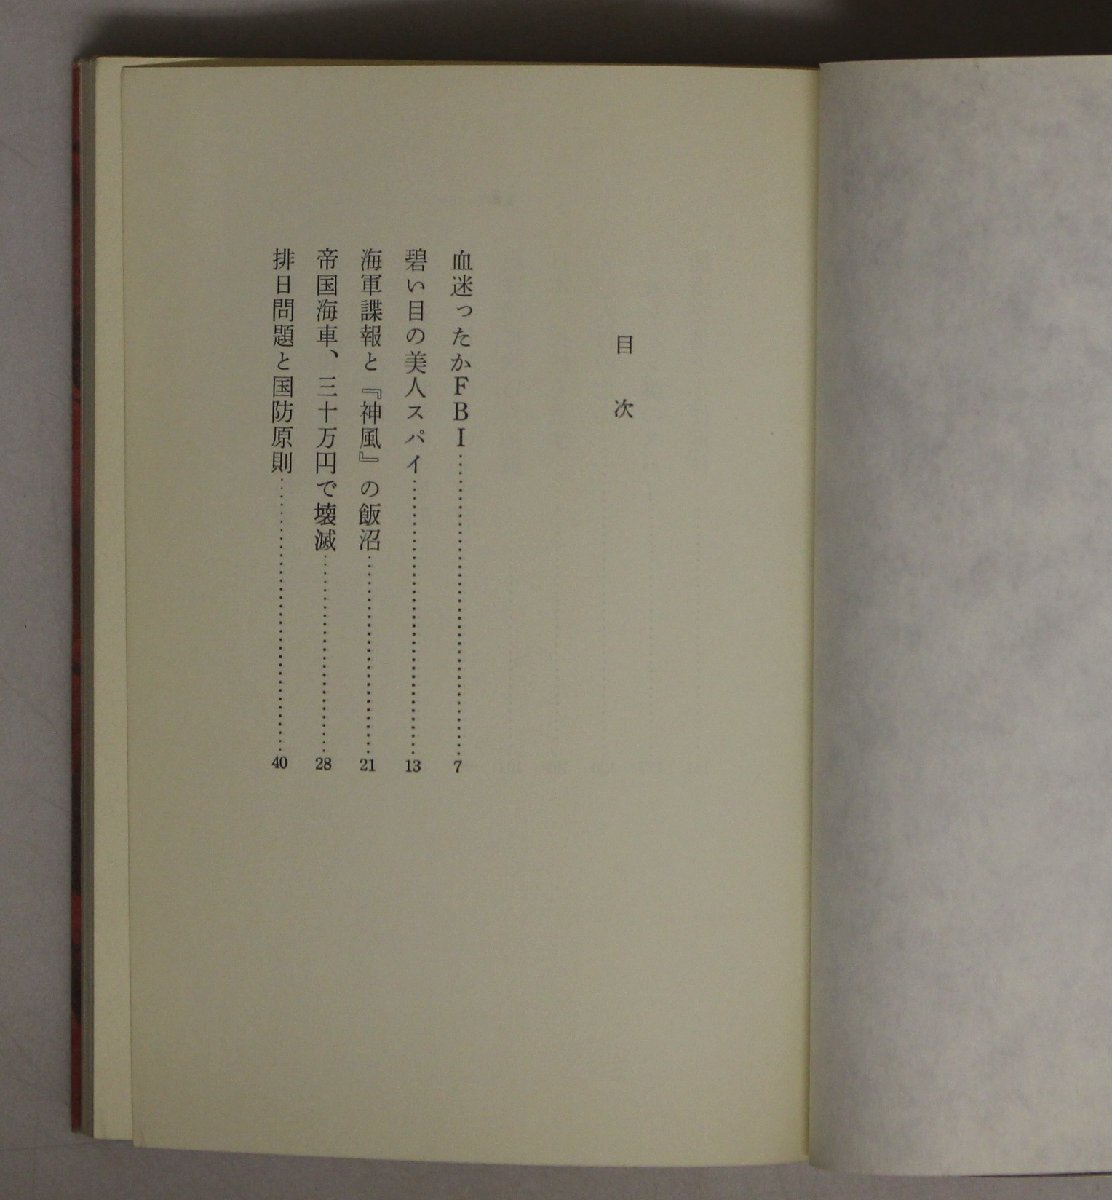 目次
血迷ったかFBI……………………………………7
碧い目の美人スパイ……………………………………13
海軍諜報と『神風』の飯沼……………………………21
帝国海車、三十万円で壊滅……………………………28
排日問題と国防原則……………………………………40